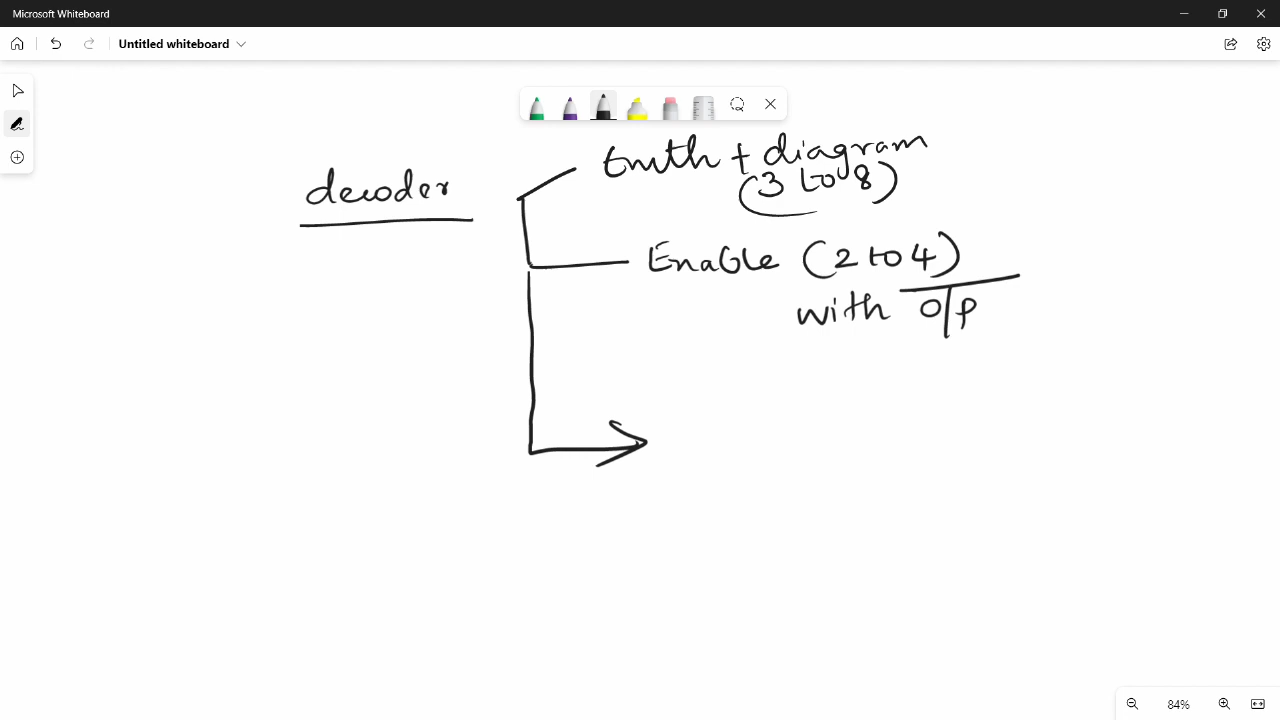 Microsoft Whiteboard
Untitled whiteboard
truth + diagram
(3 to 8)
decoder
Enable (2 to 4)
with o/p
84%